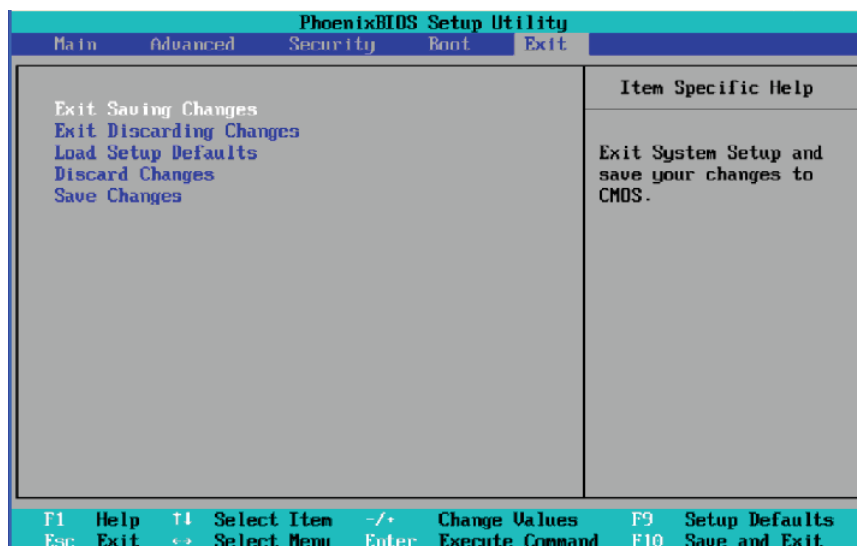 PhoenixBIOS Setup Utility
Main Advanced Security Boot Exit
Item Specific Help
Exit Saving Changes
Exit Discarding Changes
Load Setup Defaults
Discard Changes
Save Changes
Exit System Setup and
save your changes to
CMOS.
F1 Help ↑↓ Select Item -/+ Change Values F9 Setup Defaults
Esc Exit ↔ Select Menu Enter Execute Command F10 Save and Exit